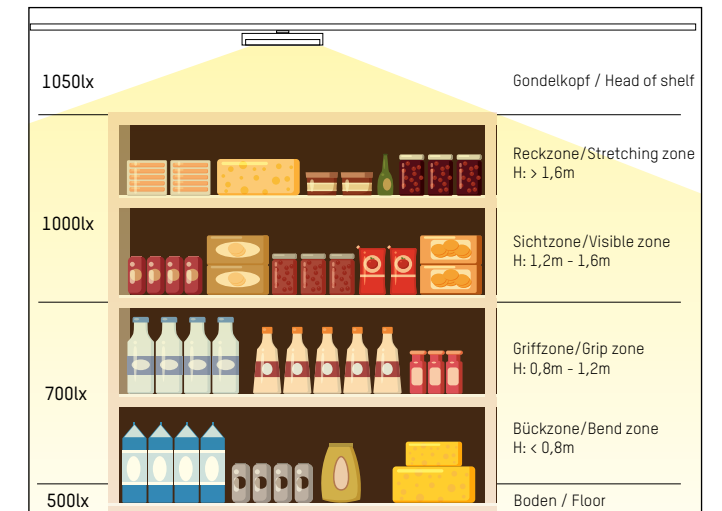 1050lx
Gondelkopf / Head of shelf
Reckzone/Stretching zone
H: > 1,6m
1000lx
Sichtzone/Visible zone
H: 1,2m - 1,6m
Griffzone/Grip zone
H: 0,8m - 1,2m
700lx
Bückzone/Bend zone
H: < 0,8m
500lx
Boden / Floor